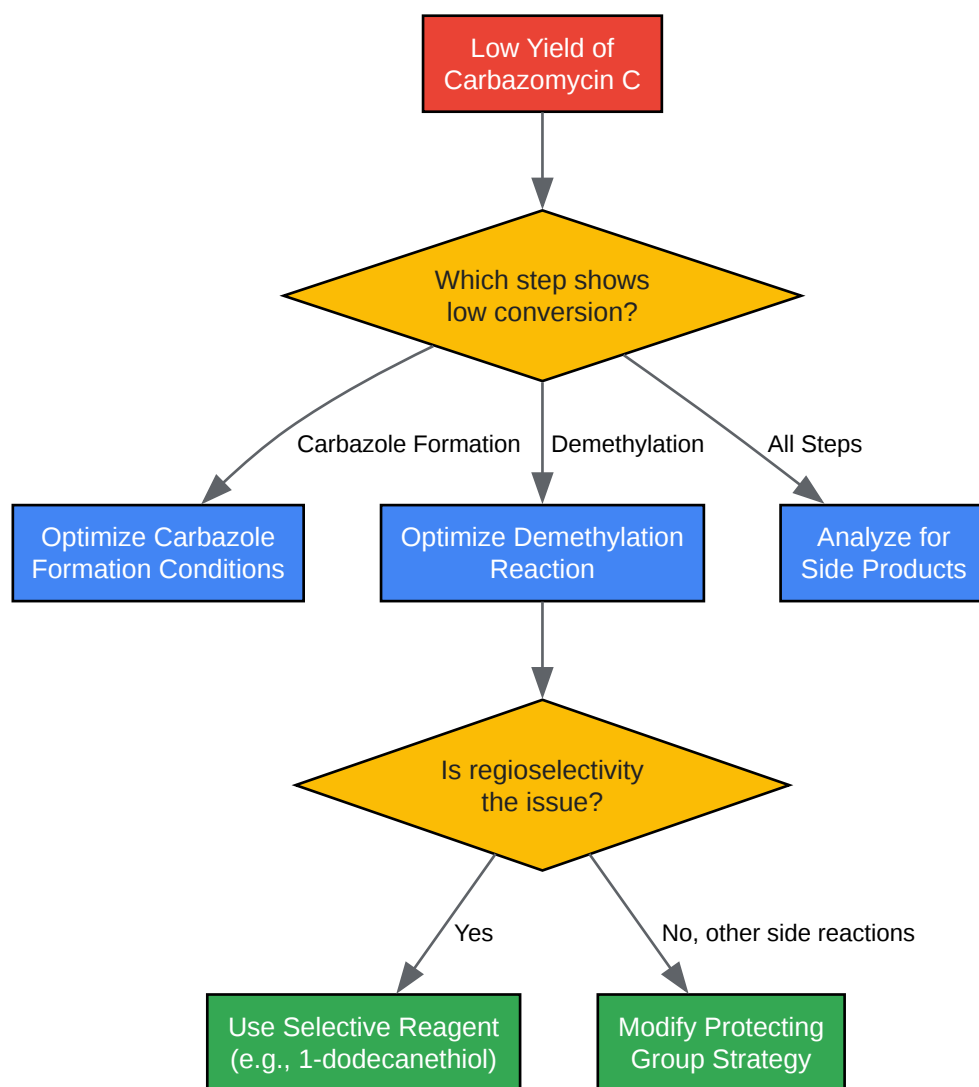 Low Yield of
Carbazomycin C
Which step shows
low conversion?
Carbazole Formation
Demethylation
All Steps
Optimize Carbazole
Formation Conditions
Optimize Demethylation
Reaction
Analyze for
Side Products
Is regioselectivity
the issue?
Yes
No, other side reactions
Use Selective Reagent
(e.g., 1-dodecanethiol)
Modify Protecting
Group Strategy